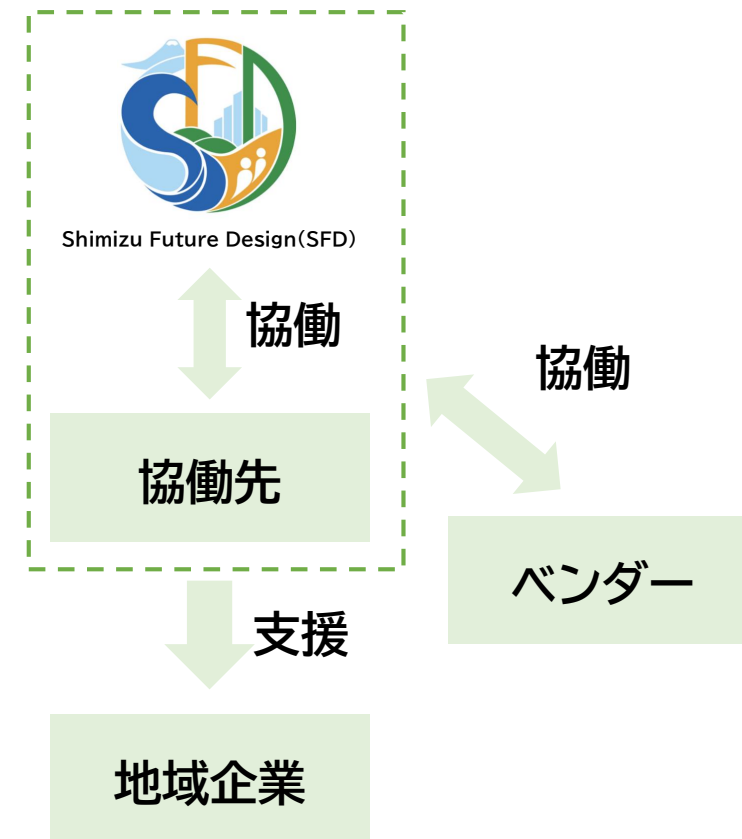 SFD
Shimizu Future Design(SFD)
協働
協働
協働先
ベンダー
支援
地域企業